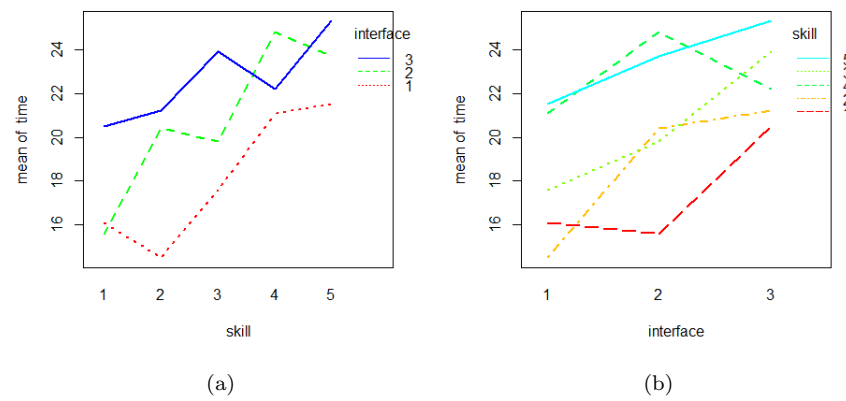 interface
3
2
1
mean of time
24
22
20
18
16
1 2 3 4 5
skill
(a)
skill
5
mean of time
24
22
20
18
16
1 2 3
interface
(b)